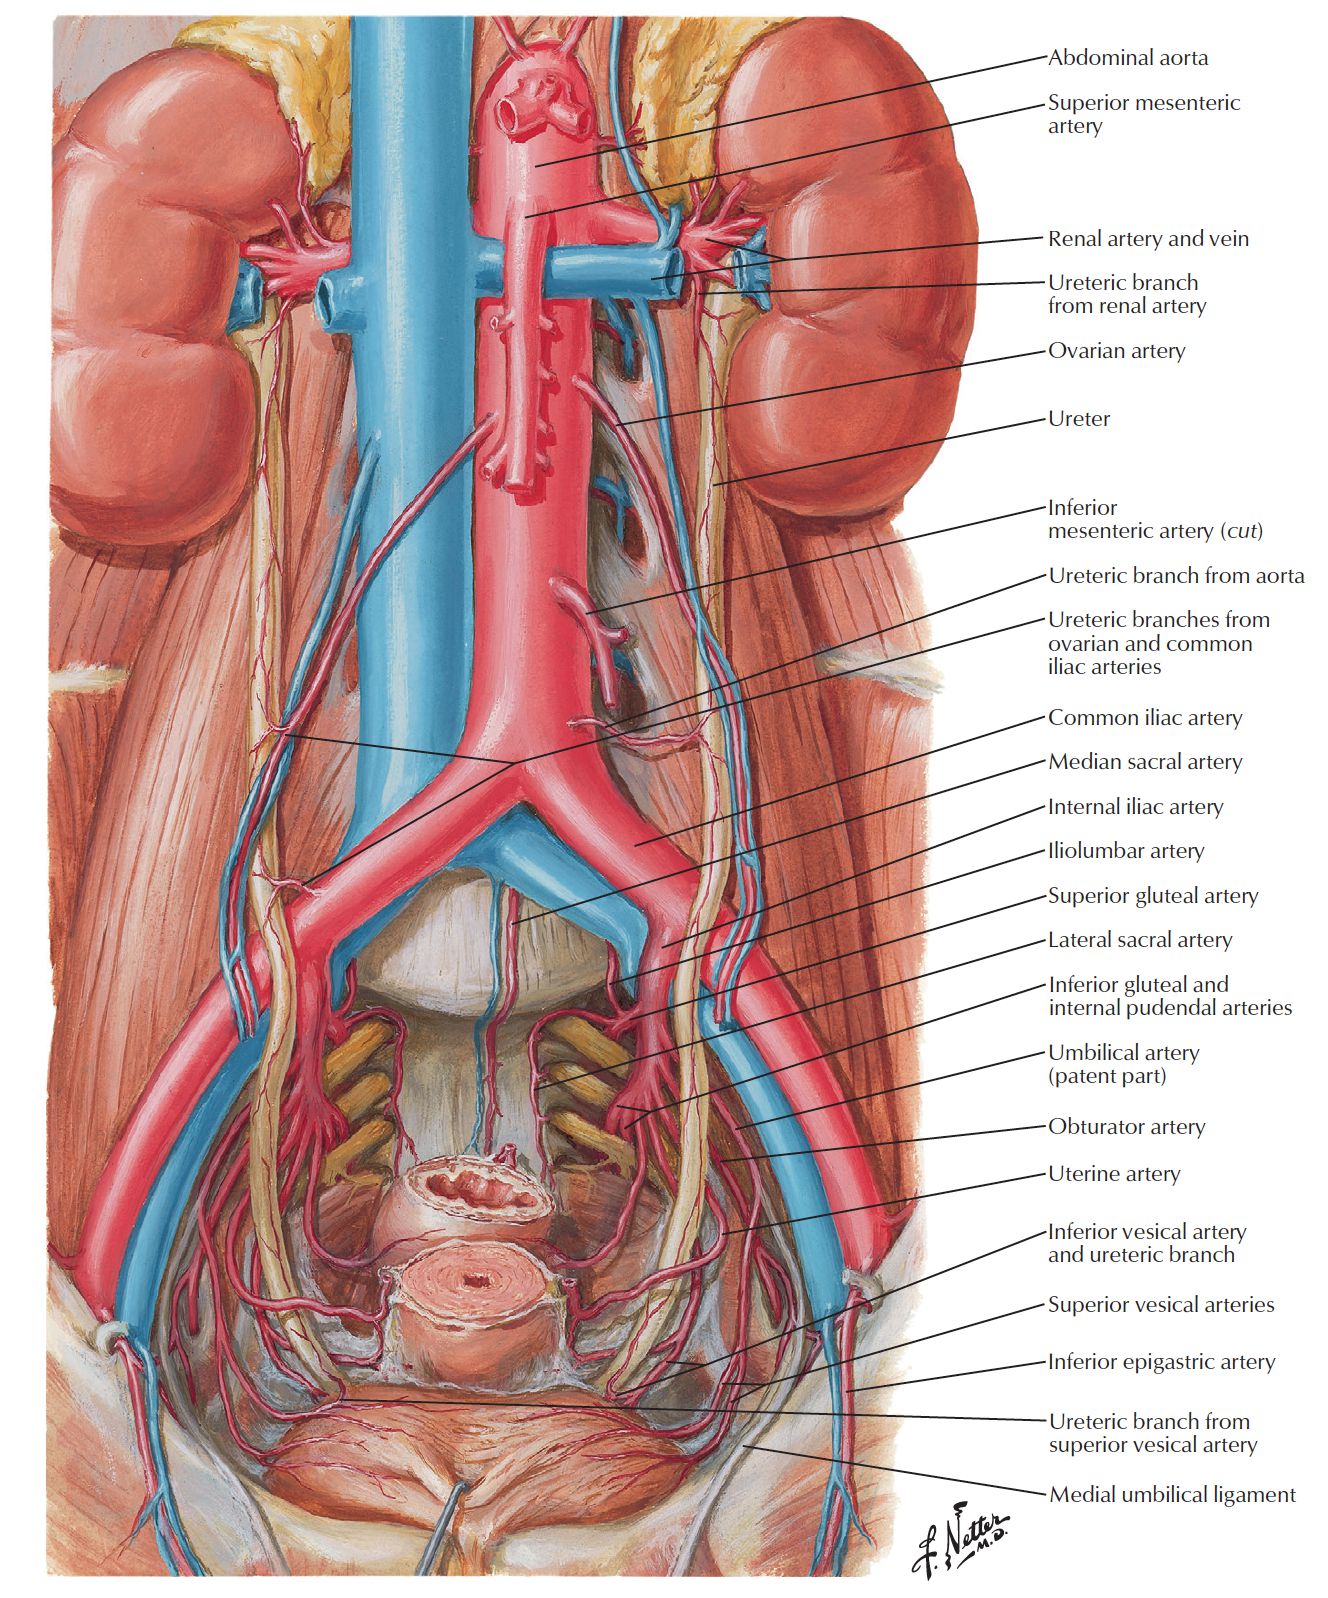 Abdominal aorta
Superior mesenteric
artery
Renal artery and vein
Ureteric branch
from renal artery
Ovarian artery
Ureter
Inferior
mesenteric artery (cut)
Ureteric branch from aorta
Ureteric branches from
ovarian and common
iliac arteries
Common iliac artery
Median sacral artery
Internal iliac artery
Iliolumbar artery
Superior gluteal artery
Lateral sacral artery
Inferior gluteal and
internal pudendal arteries
Umbilical artery
(patent part)
Obturator artery
Uterine artery
Inferior vesical artery
and ureteric branch
Superior vesical arteries
Inferior epigastric artery
Ureteric branch from
superior vesical artery
Medial umbilical ligament
F. Netter
M.D.